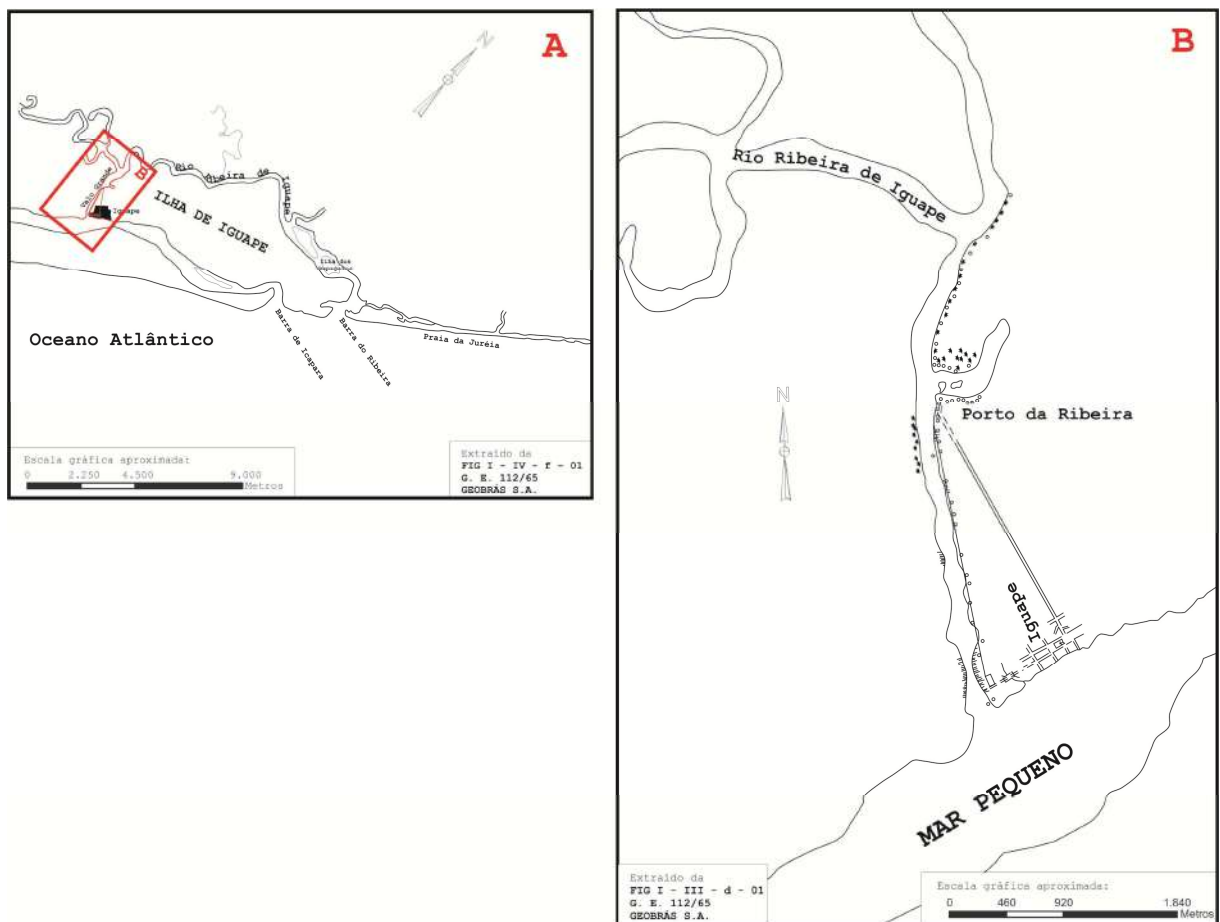 A
N
Rio Ribeira de Iguape
Valo Grande
B
Iguape
ILHA DE IGUAPE
Oceano Atlântico
Barra de Icapara
Barra do Ribeira
Praia da Juréia
Escala gráfica aproximada:
0 2.250 4.500 9.000
Metros
Extraído da
FIG I - IV - f - 01
G. E. 112/65
GEOBRÁS S.A.
B
Rio Ribeira de Iguape
Porto da Ribeira
N
Iguape
MAR PEQUENO
Extraído da
FIG I - III - d - 01
G. E. 112/65
GEOBRÁS S.A.
Escala gráfica aproximada:
0 460 920 1.840
Metros